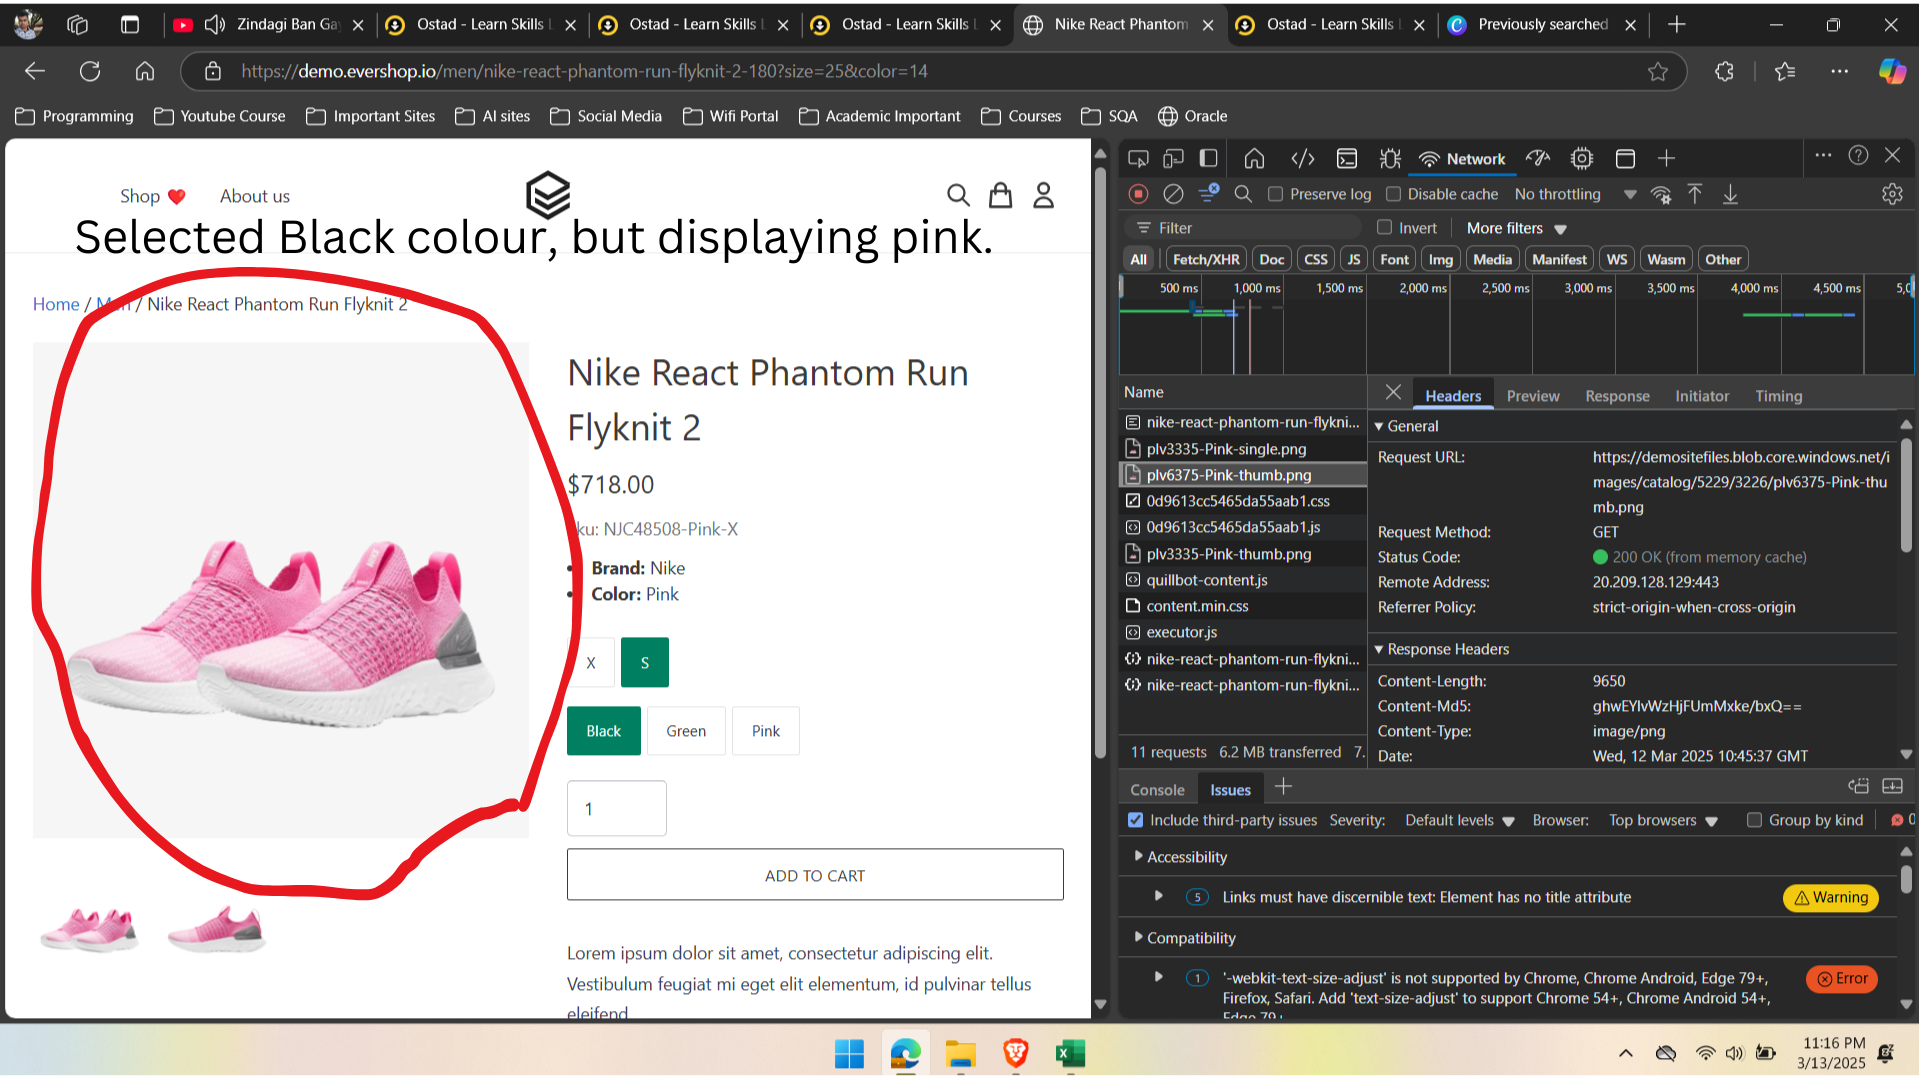 Zindagi Ban Ga
Ostad - Learn Skills
Ostad - Learn Skills
Ostad - Learn Skills
Nike React Phantom
Ostad - Learn Skills
Previously searched
https://demo.evershop.io/men/nike-react-phantom-run-flyknit-2-180?size=25&color=14
Programming
Youtube Course
Important Sites
AI sites
Social Media
Wifi Portal
Academic Important
Courses
SQA
Oracle
Shop ❤️ About us
Selected Black colour, but displaying pink.
Home / Men / Nike React Phantom Run Flyknit 2
Nike React Phantom Run
Flyknit 2
$718.00
ku: NJC48508-Pink-X
Brand: Nike
Color: Pink
X S
Black Green Pink
1
ADD TO CART
Lorem ipsum dolor sit amet, consectetur adipiscing elit.
Vestibulum feugiat mi eget elit elementum, id pulvinar tellus
eleifend
Network
Preserve log Disable cache No throttling
Filter Invert More filters
All Fetch/XHR Doc CSS JS Font Img Media Manifest WS Wasm Other
500 ms 1,000 ms 1,500 ms 2,000 ms 2,500 ms 3,000 ms 3,500 ms 4,000 ms 4,500 ms 5,0
Name
nike-react-phantom-run-flykni...
plv3335-Pink-single.png
plv6375-Pink-thumb.png
0d9613cc5465da55aab1.css
0d9613cc5465da55aab1.js
plv3335-Pink-thumb.png
quillbot-content.js
content.min.css
executor.js
nike-react-phantom-run-flykni...
nike-react-phantom-run-flykni...
11 requests 6.2 MB transferred 7.
Headers Preview Response Initiator Timing
General
Request URL: https://demositefiles.blob.core.windows.net/i
mages/catalog/5229/3226/plv6375-Pink-thu
mb.png
Request Method: GET
Status Code: 200 OK (from memory cache)
Remote Address: 20.209.128.129:443
Referrer Policy: strict-origin-when-cross-origin
Response Headers
Content-Length: 9650
Content-Md5: ghwEYlvWzHjFUmMxke/bxQ==
Content-Type: image/png
Date: Wed, 12 Mar 2025 10:45:37 GMT
Console Issues
Include third-party issues Severity: Default levels Browser: Top browsers Group by kind 0
Accessibility
5 Links must have discernible text: Element has no title attribute Warning
Compatibility
1 '-webkit-text-size-adjust' is not supported by Chrome, Chrome Android, Edge 79+, Error
Firefox, Safari. Add 'text-size-adjust' to support Chrome 54+, Chrome Android 54+,
Edge 79+
11:16 PM
3/13/2025